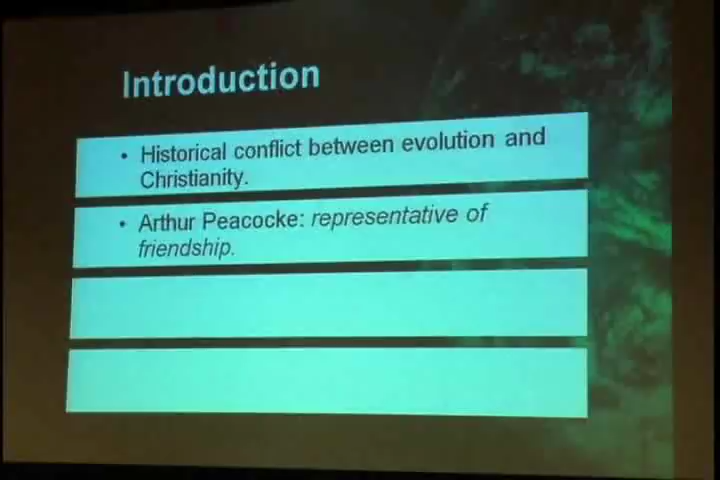 Introduction
• Historical conflict between evolution and
Christianity.
• Arthur Peacocke: representative of
friendship.